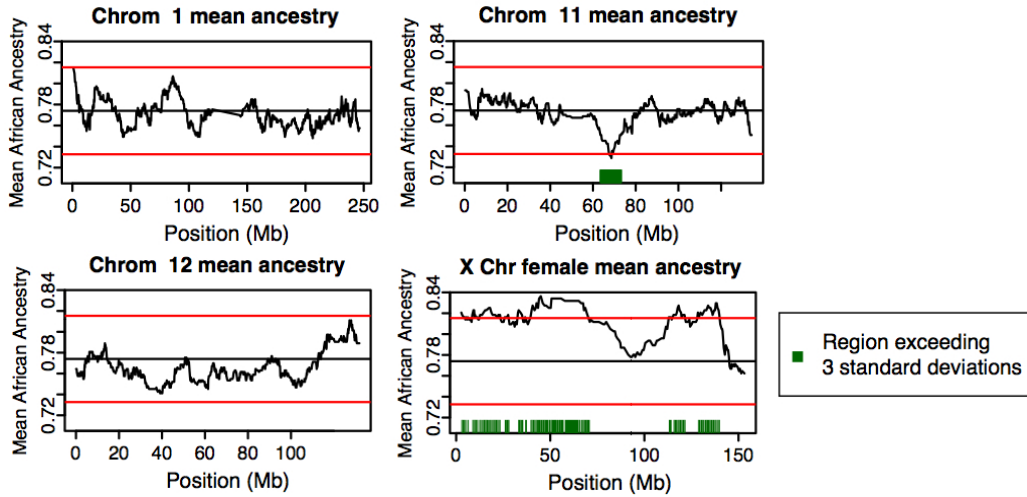 Chrom 1 mean ancestry
Mean African Ancestry
0.84
0.78
0.72
0 50 100 150 200 250
Position (Mb)
Chrom 11 mean ancestry
Mean African Ancestry
0.84
0.78
0.72
0 20 40 60 80 100
Position (Mb)
Chrom 12 mean ancestry
Mean African Ancestry
0.84
0.78
0.72
0 20 40 60 80 100
Position (Mb)
X Chr female mean ancestry
Mean African Ancestry
0.84
0.78
0.72
0 50 100 150
Position (Mb)
Region exceeding
3 standard deviations